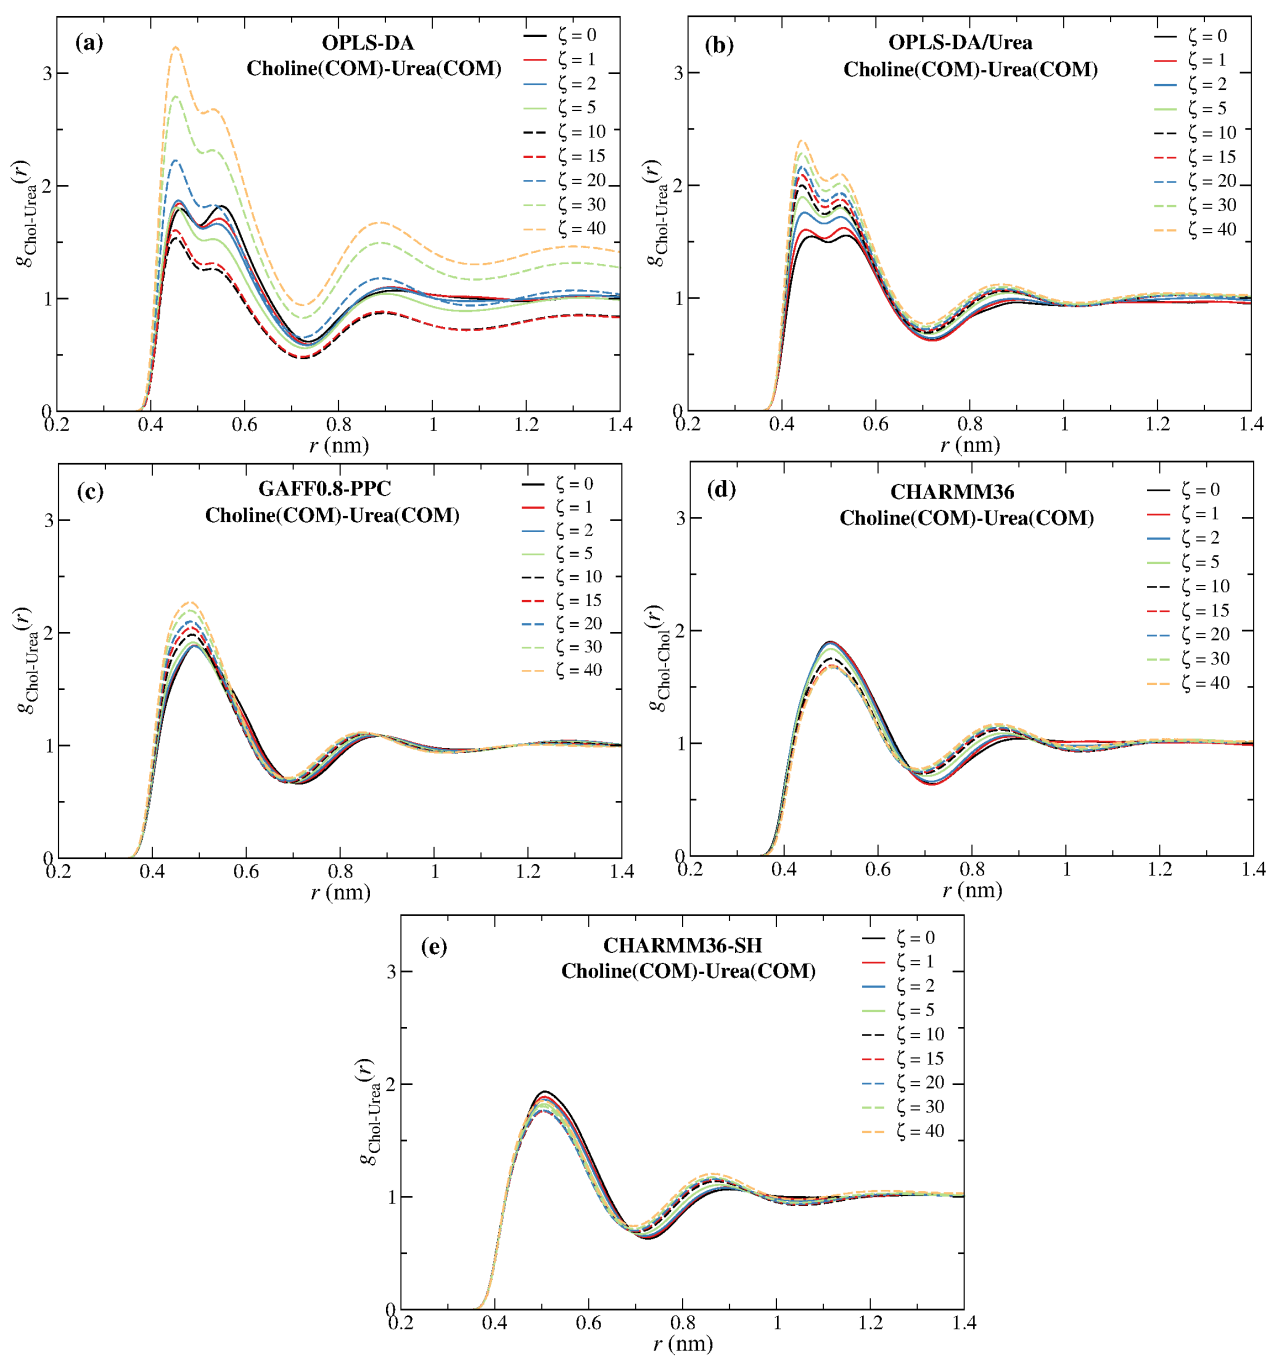 (a)
OPLS-DA
Choline(COM)-Urea(COM)
ζ = 0
ζ = 1
ζ = 2
ζ = 5
ζ = 10
ζ = 15
ζ = 20
ζ = 30
ζ = 40
g Chol-Urea (r)
3
2
1
0
0.2 0.4 0.6 0.8 1 1.2 1.4
r (nm)
(b)
OPLS-DA/Urea
Choline(COM)-Urea(COM)
ζ = 0
ζ = 1
ζ = 2
ζ = 5
ζ = 10
ζ = 15
ζ = 20
ζ = 30
ζ = 40
g Chol-Urea (r)
3
2
1
0
0.2 0.4 0.6 0.8 1 1.2 1.4
r (nm)
(c)
GAFF0.8-PPC
Choline(COM)-Urea(COM)
ζ = 0
ζ = 1
ζ = 2
ζ = 5
ζ = 10
ζ = 15
ζ = 20
ζ = 30
ζ = 40
g Chol-Urea (r)
3
2
1
0
0.2 0.4 0.6 0.8 1 1.2 1.4
r (nm)
(d)
CHARMM36
Choline(COM)-Urea(COM)
ζ = 0
ζ = 1
ζ = 2
ζ = 5
ζ = 10
ζ = 15
ζ = 20
ζ = 30
ζ = 40
g Chol-Chol (r)
3
2
1
0
0.2 0.4 0.6 0.8 1 1.2 1.4
r (nm)
(e)
CHARMM36-SH
Choline(COM)-Urea(COM)
ζ = 0
ζ = 1
ζ = 2
ζ = 5
ζ = 10
ζ = 15
ζ = 20
ζ = 30
ζ = 40
g Chol-Urea (r)
3
2
1
0
0.2 0.4 0.6 0.8 1 1.2 1.4
r (nm)